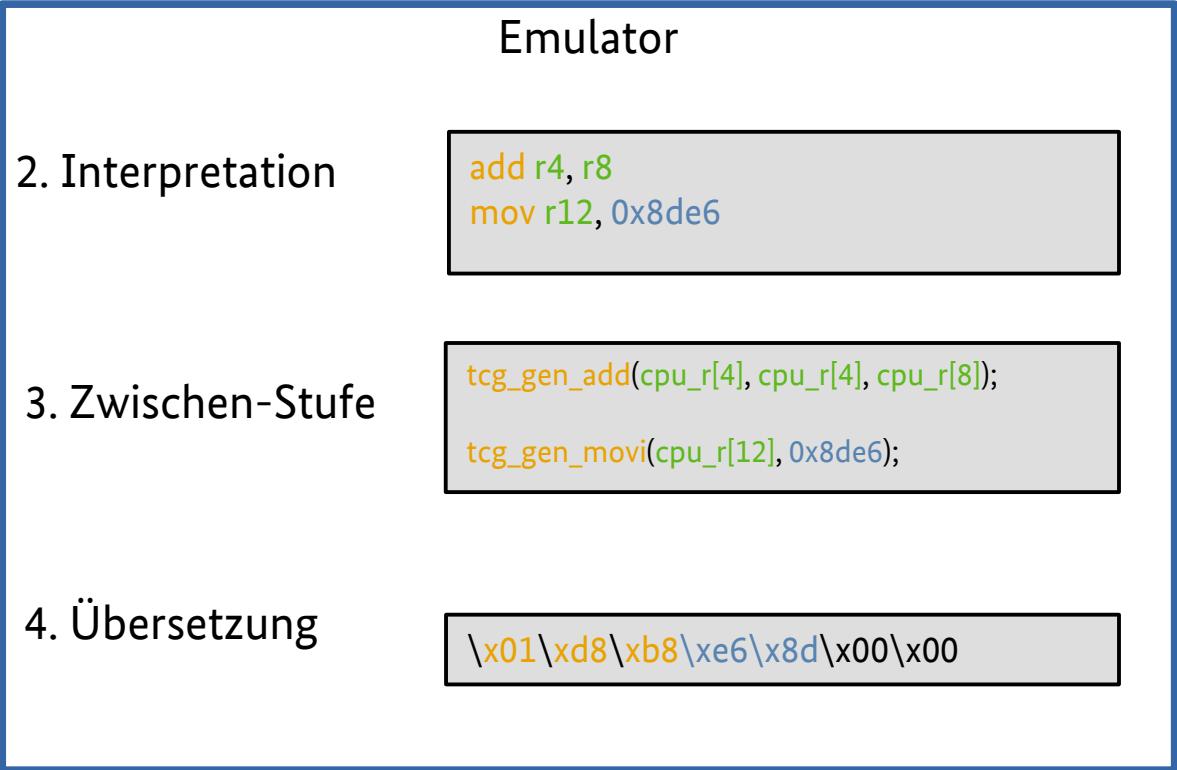 Emulator
2. Interpretation
add r4, r8
mov r12, 0x8de6
3. Zwischen-Stufe
tcg_gen_add(cpu_r[4], cpu_r[4], cpu_r[8]);
tcg_gen_movi(cpu_r[12], 0x8de6);
4. Übersetzung
\x01\xd8\xb8\xe6\x8d\x00\x00